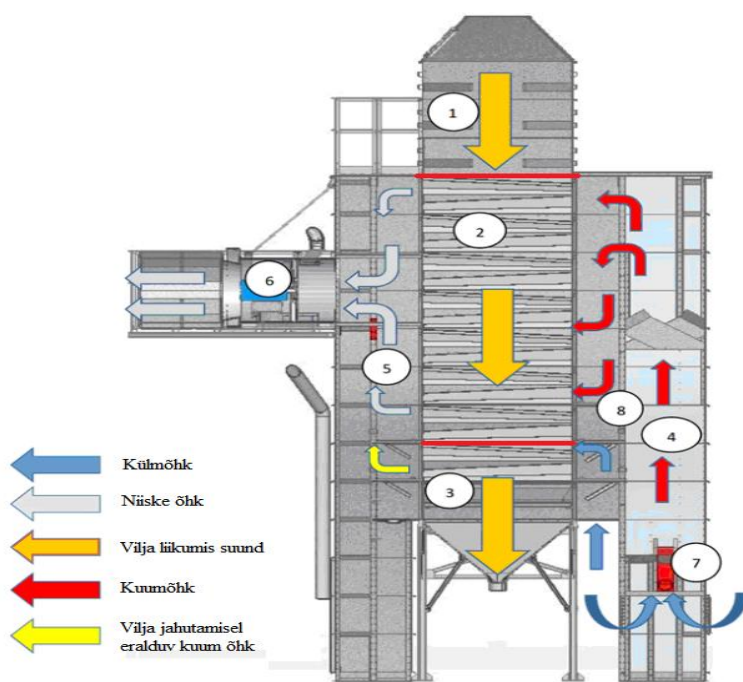 1
2
6
5
8
4
3
7
Külmõhk
Niiske õhk
Vilja liikumis suund
Kuumõhk
Vilja jahutamisel
eralduv kuum õhk